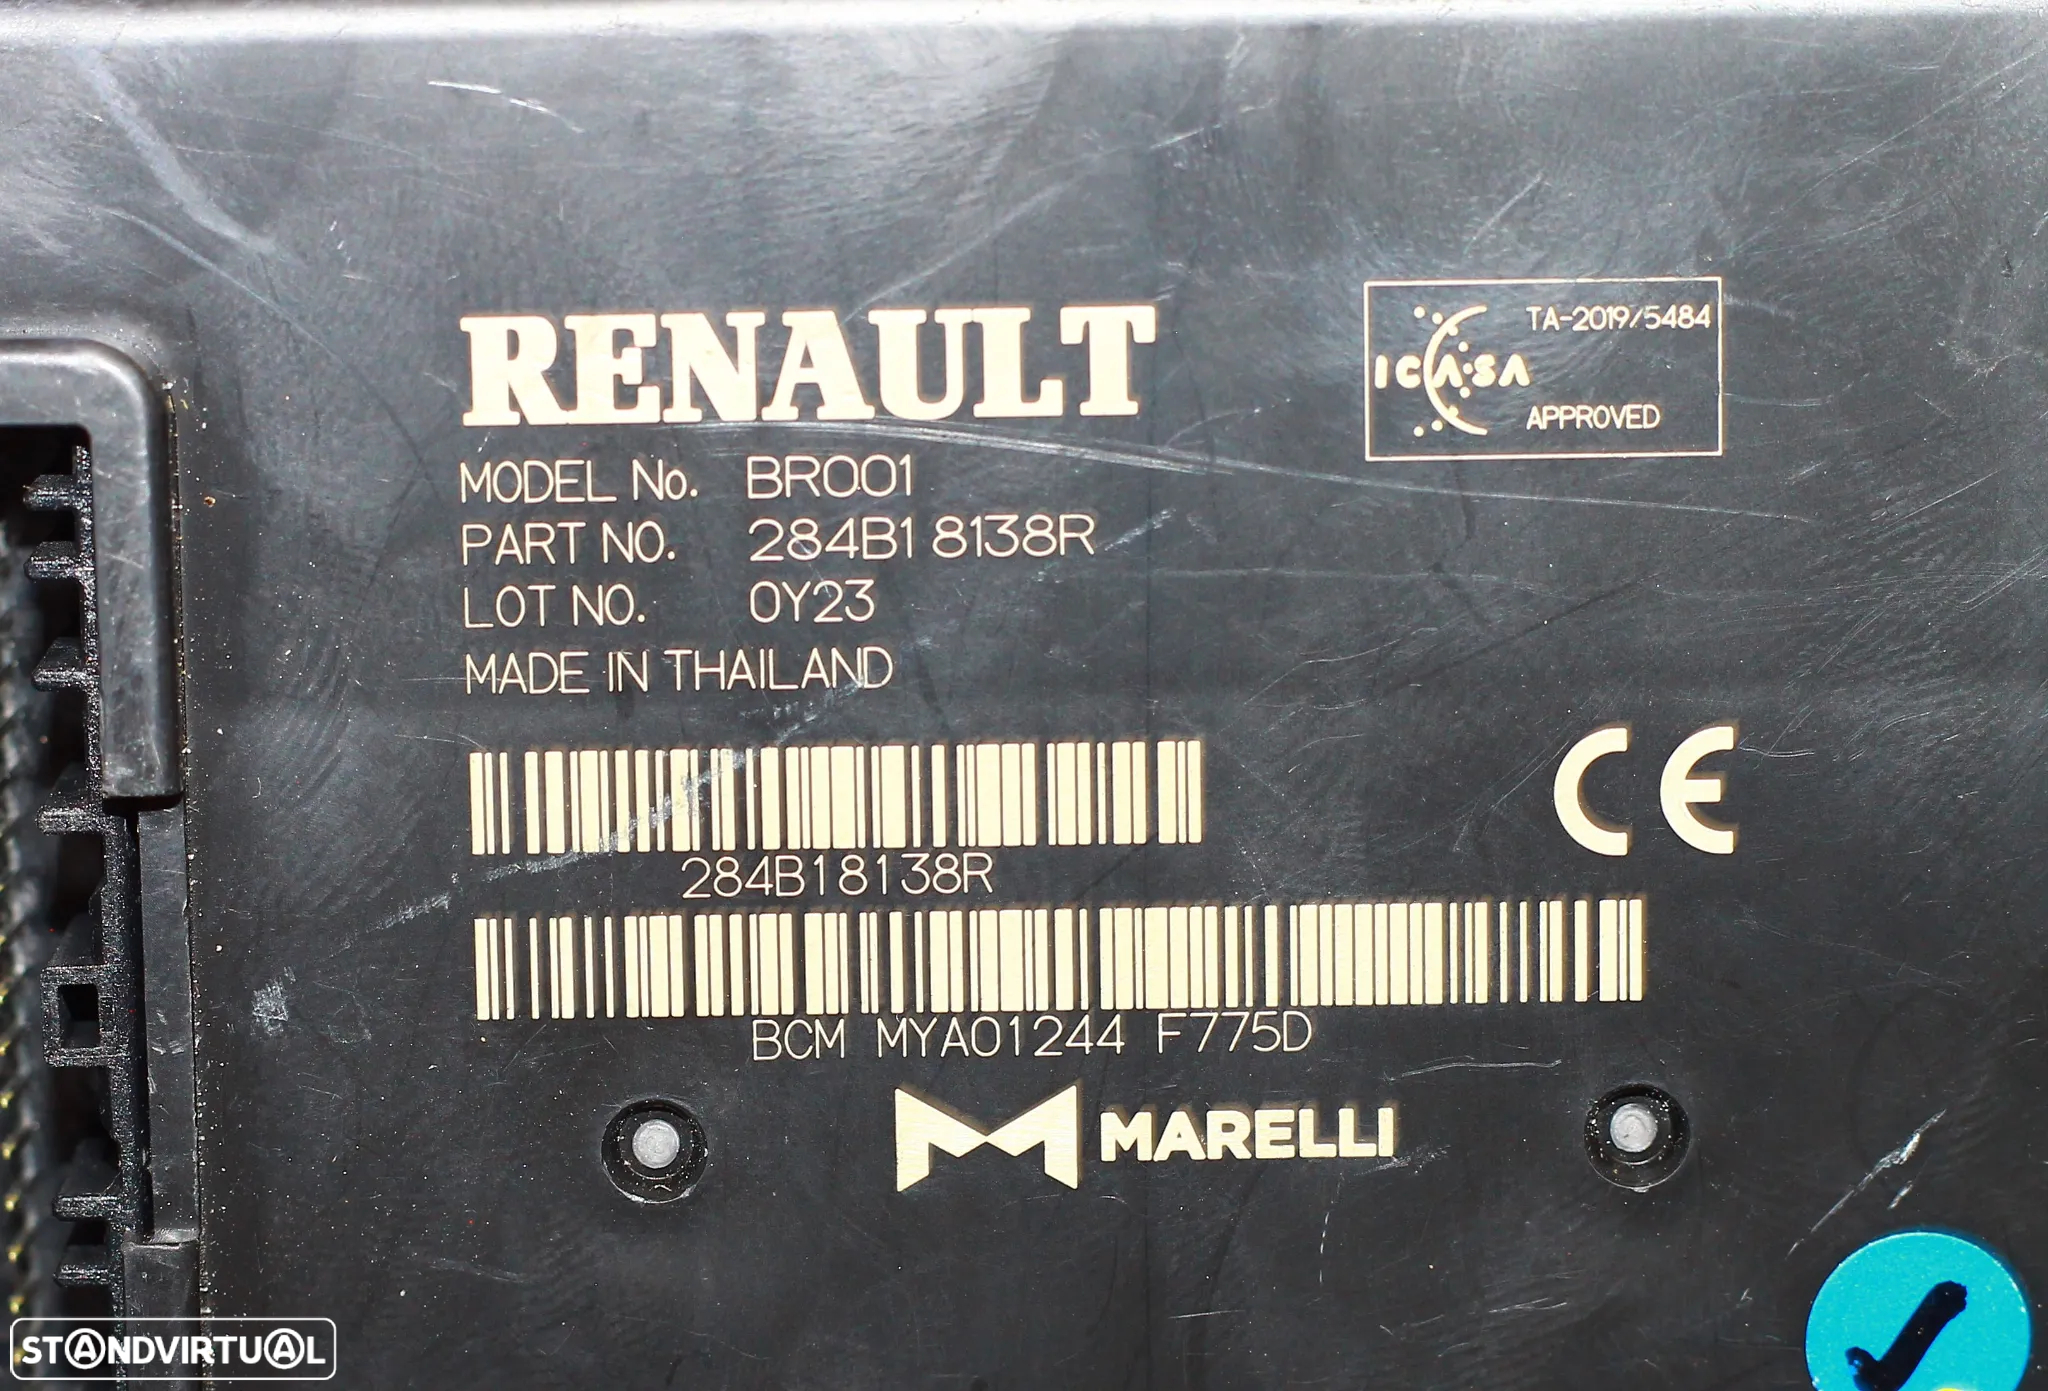 RENAULT
MODEL No. BR001
PART NO. 284B1 8138R
LOT NO. 0Y23
MADE IN THAILAND
TA-2019/5484
ICASA
APPROVED
CE
284B18138R
BCM MYA01244 F775D
MARELLI
STANDVIRTUAL